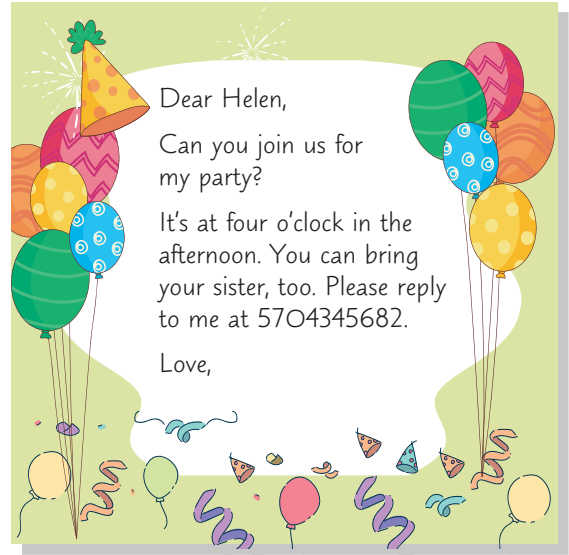 Dear Helen,
Can you join us for
my party?
It's at four o'clock in the
afternoon. You can bring
your sister, too. Please reply
to me at 5704345682.
Love,